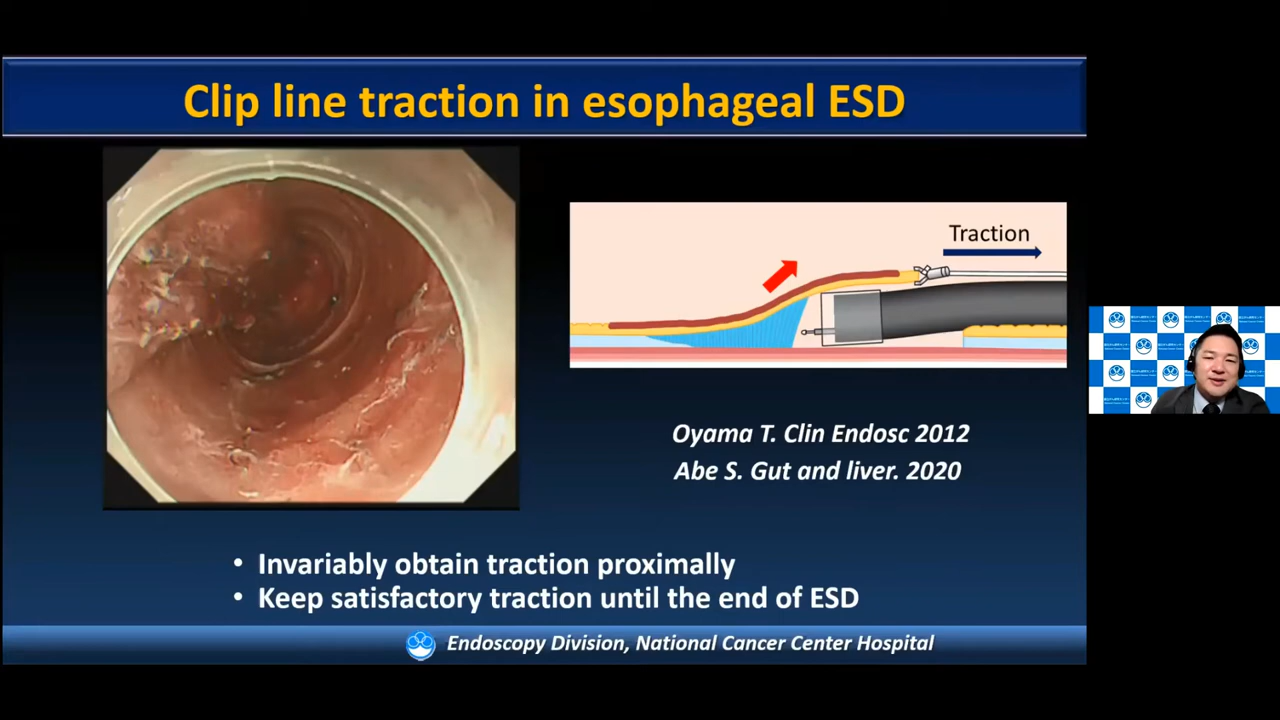 Clip line traction in esophageal ESD
Traction
Oyama T. Clin Endosc 2012
Abe S. Gut and liver. 2020
• Invariably obtain traction proximally
• Keep satisfactory traction until the end of ESD
Endoscopy Division, National Cancer Center Hospital